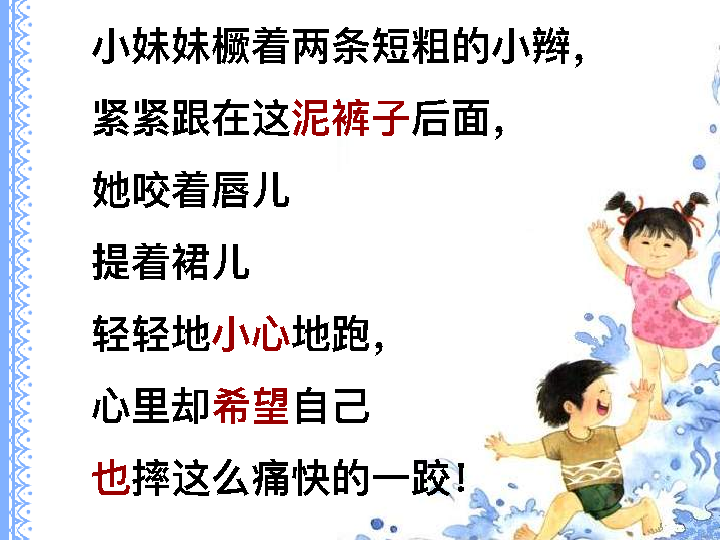 小妹妹橛着两条短粗的小辫，
紧紧跟在这泥裤子后面，
她咬着唇儿
提着裙儿
轻轻地小心地跑，
心里却希望自己
也摔这么痛快的一跤！